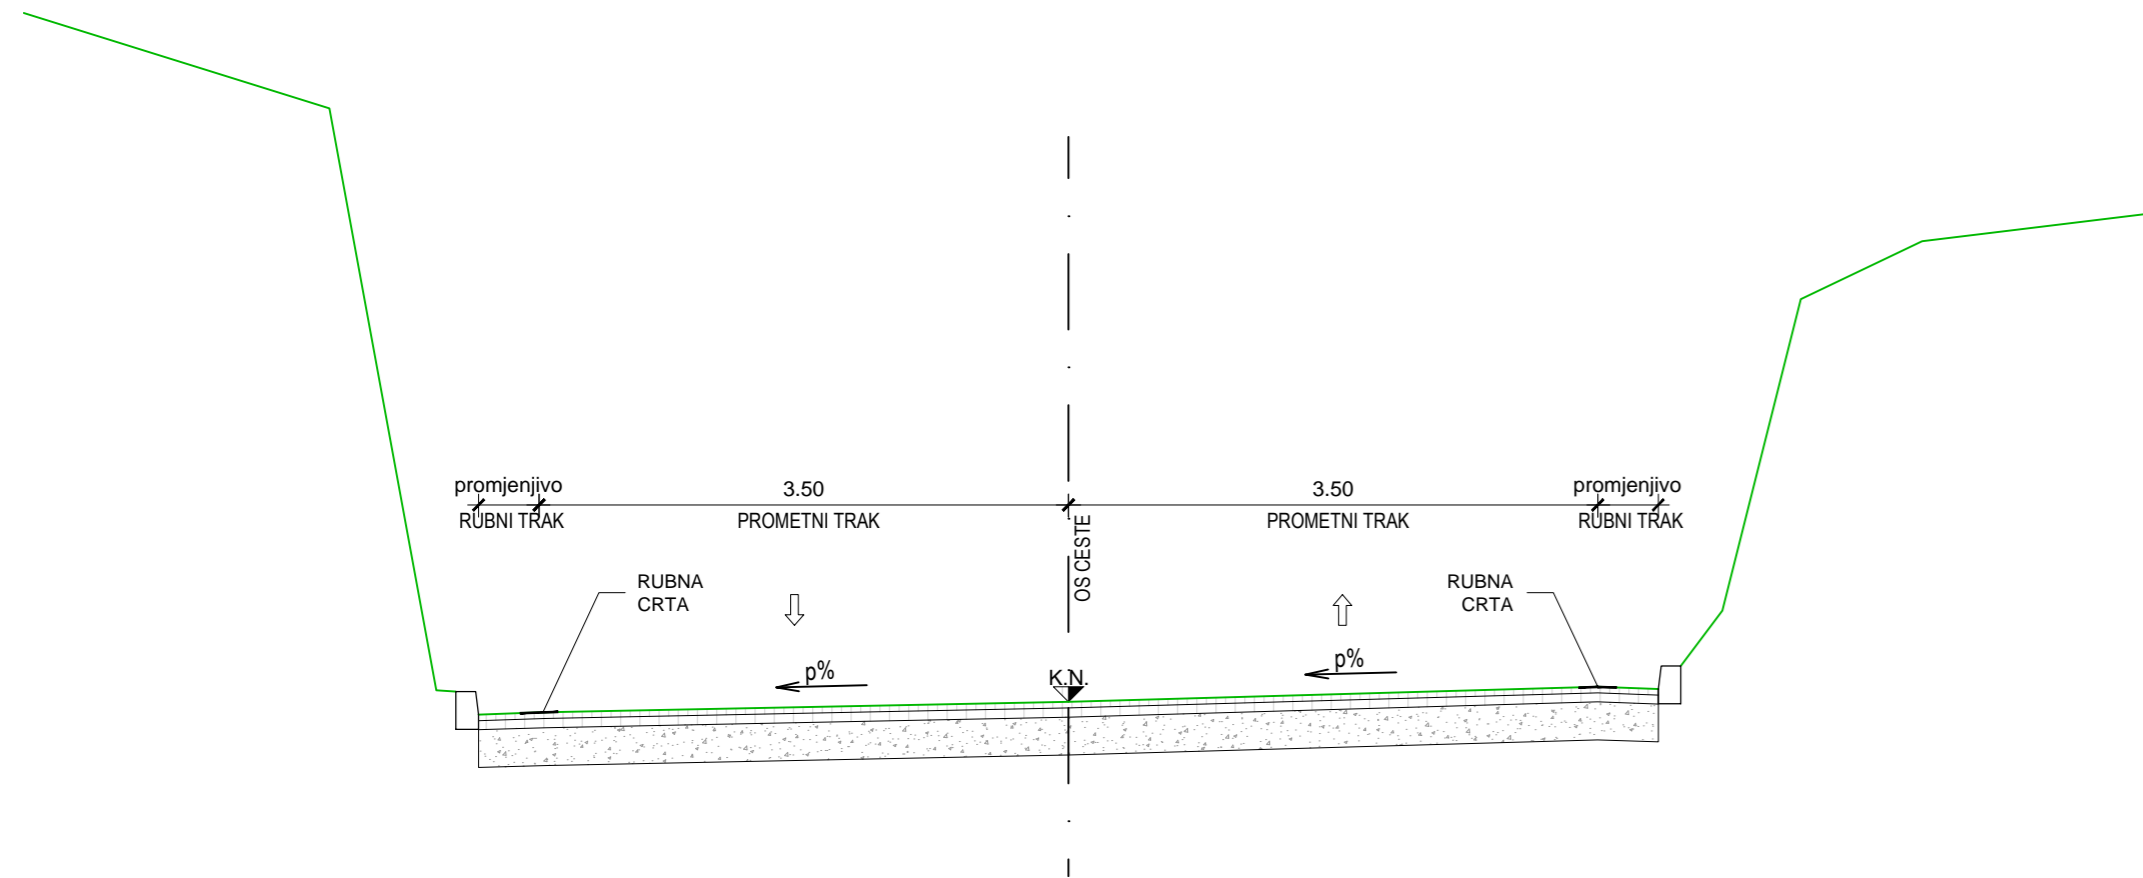 promjenjivo
3.50
3.50
promjenjivo
RUBNI TRAK
PROMETNI TRAK
PROMETNI TRAK
RUBNI TRAK
OS CESTE
RUBNA
CRTA
RUBNA
CRTA
p%
p%
K.N.